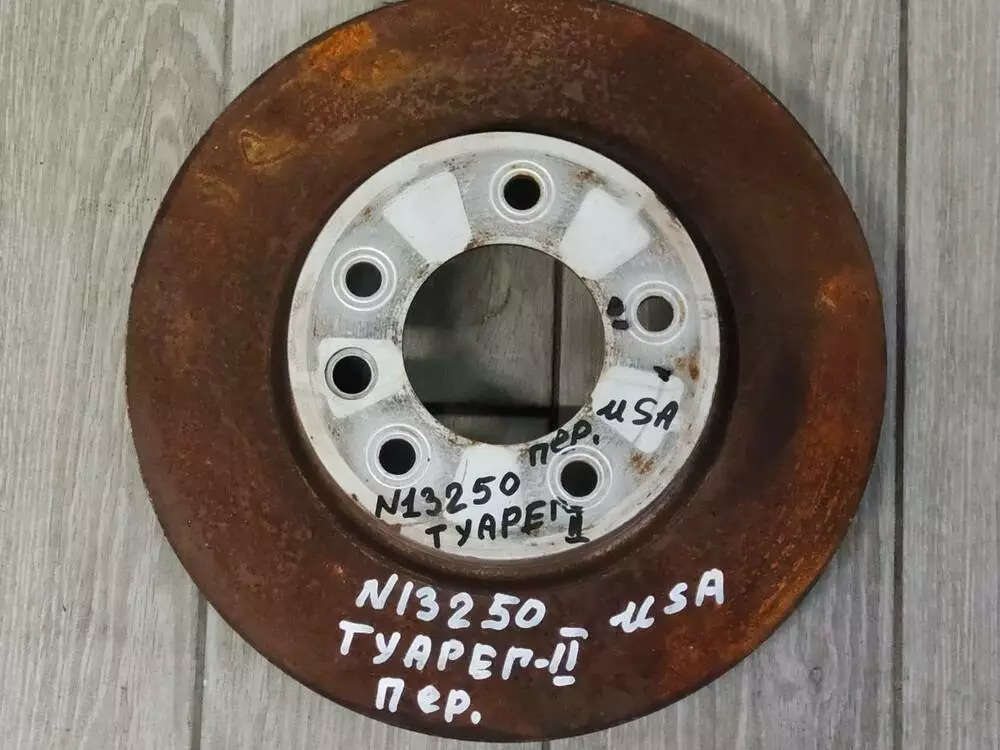 пер. USA
N13250
ТУАРЕГ II
N13250 USA
ТУАРЕГ-II
пер.